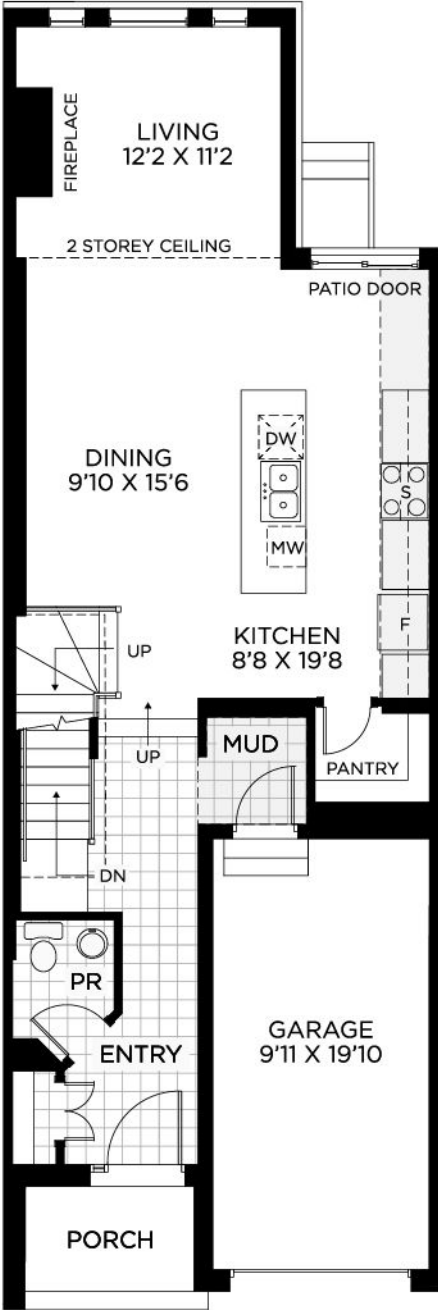 FIREPLACE
LIVING
12'2 X 11'2
2 STOREY CEILING
PATIO DOOR
DW
DINING
9'10 X 15'6
S
MW
F
KITCHEN
8'8 X 19'8
UP
UP
MUD
PANTRY
DN
PR
ENTRY
GARAGE
9'11 X 19'10
PORCH